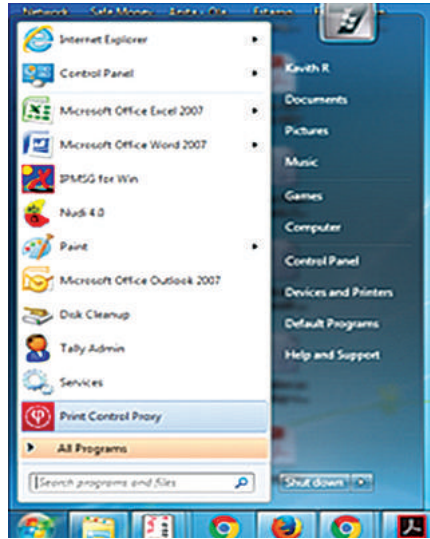 Internet Explorer
Control Panel
Microsoft Office Excel 2007
Microsoft Office Word 2007
IPMSG for Win
Nudi 4.0
Paint
Microsoft Office Outlook 2007
Disk Cleanup
Tally Admin
Services
Print Control Proxy
All Programs
Search programs and files
Kavith R
Documents
Pictures
Music
Games
Computer
Control Panel
Devices and Printers
Default Programs
Help and Support
Shut down